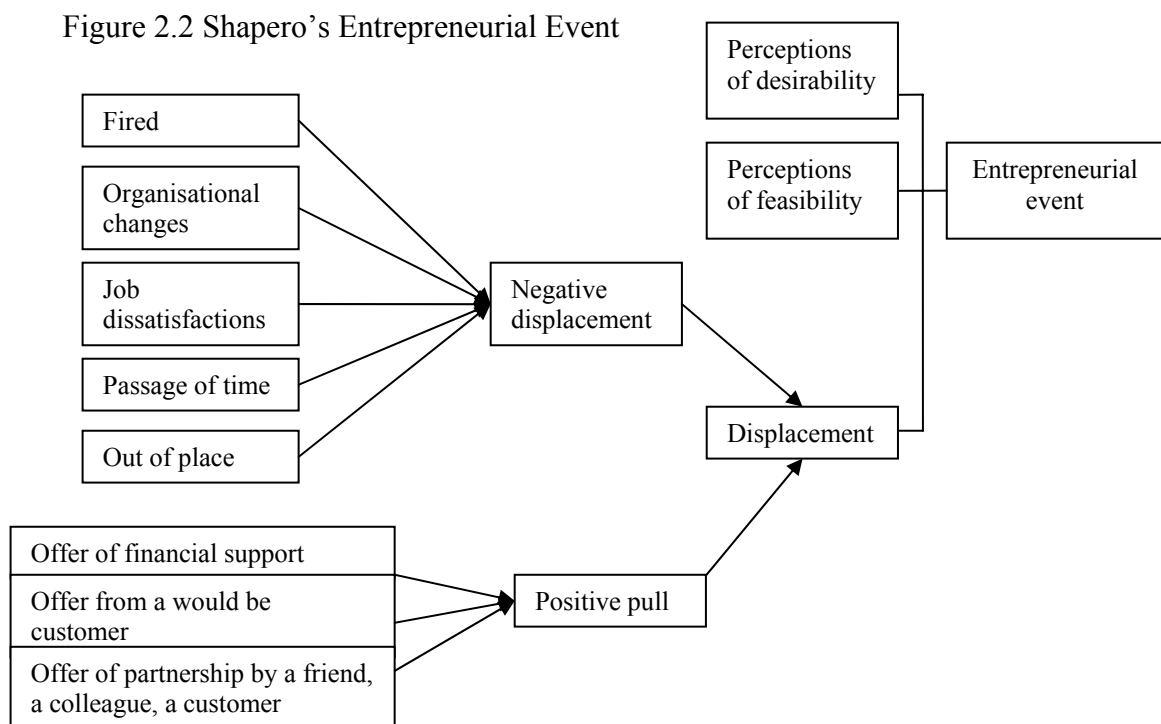 Figure 2.2 Shapero’s Entrepreneurial Event
Perceptions
of desirability
Fired
Perceptions
of feasibility
Entrepreneurial
event
Organisational
changes
Job
dissatisfactions
Negative
displacement
Passage of time
Out of place
Displacement
Offer of financial support
Offer from a would be
customer
Positive pull
Offer of partnership by a friend,
a colleague, a customer